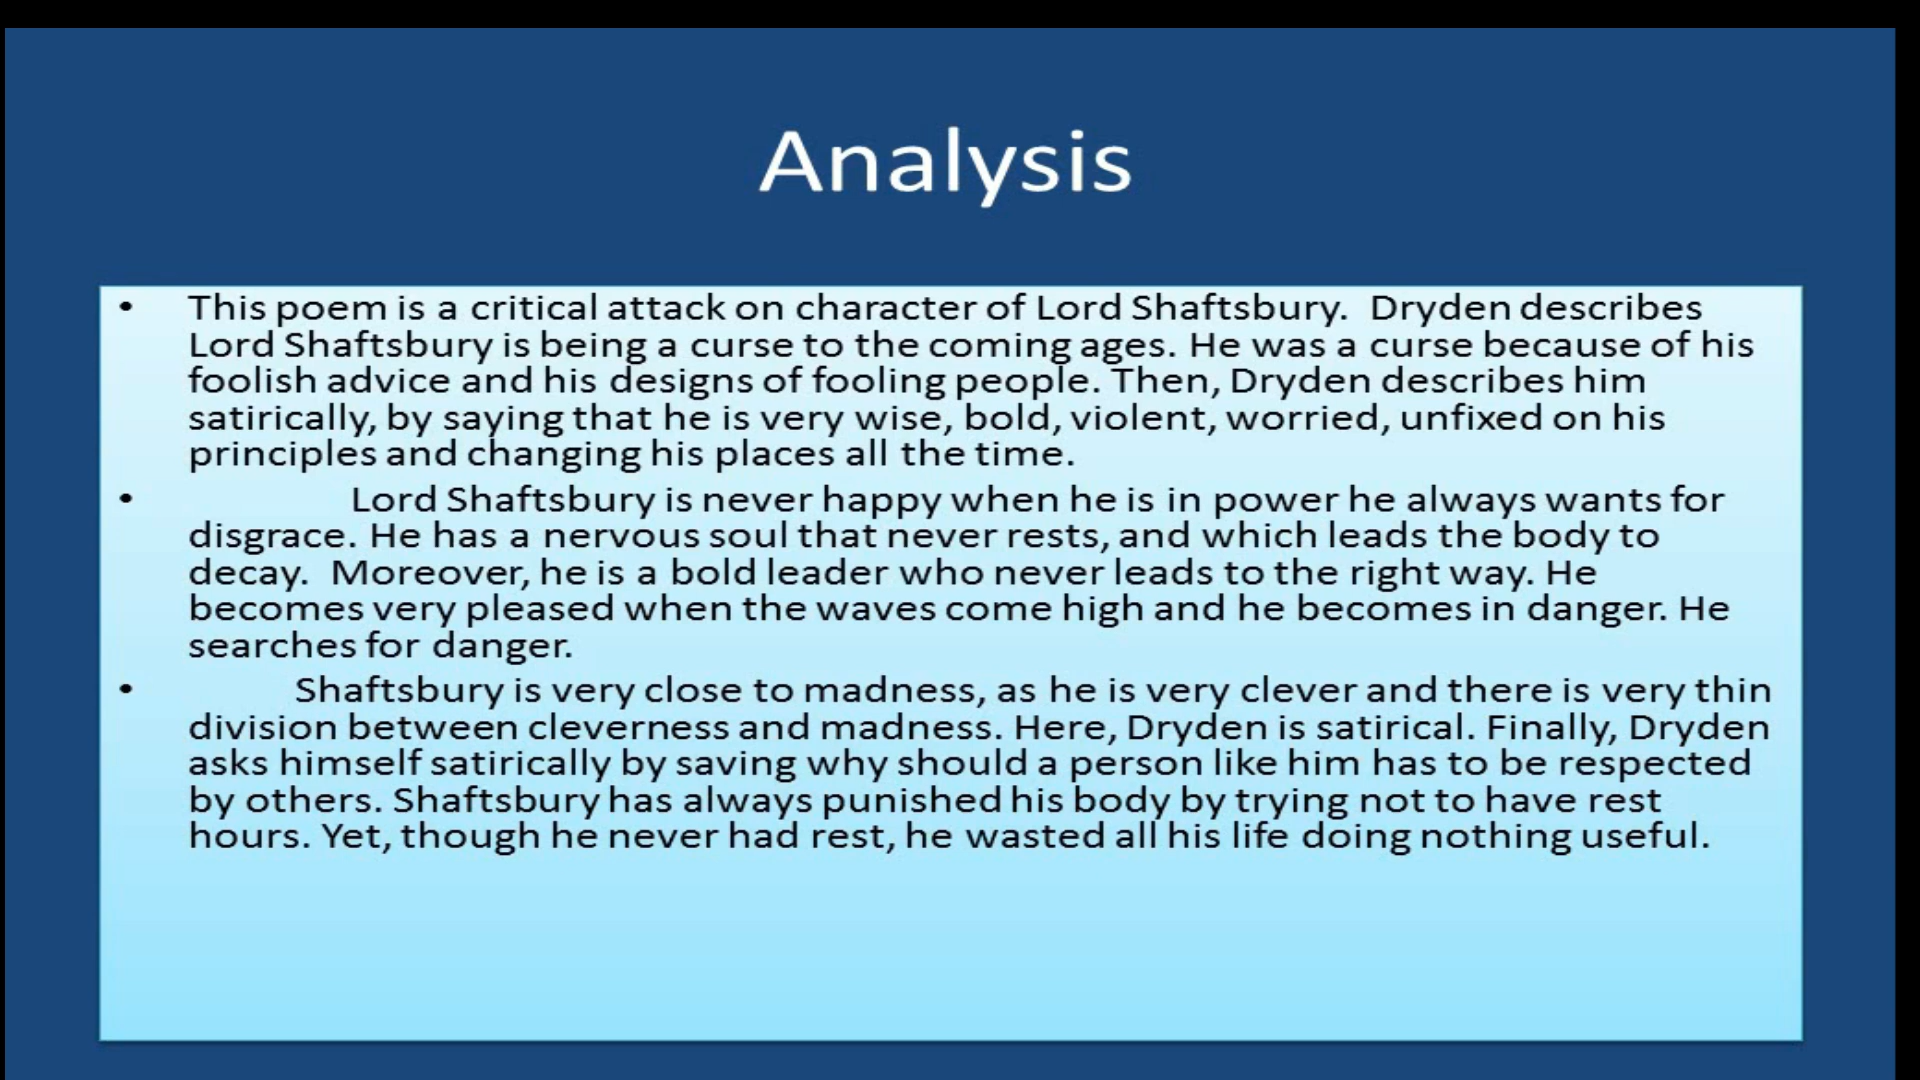 Analysis
• This poem is a critical attack on character of Lord Shaftsbury. Dryden describes
Lord Shaftsbury is being a curse to the coming ages. He was a curse because of his
foolish advice and his designs of fooling people. Then, Dryden describes him
satirically, by saying that he is very wise, bold, violent, worried, unfixed on his
principles and changing his places all the time.
• Lord Shaftsbury is never happy when he is in power he always wants for
disgrace. He has a nervous soul that never rests, and which leads the body to
decay. Moreover, he is a bold leader who never leads to the right way. He
becomes very pleased when the waves come high and he becomes in danger. He
searches for danger.
• Shaftsbury is very close to madness, as he is very clever and there is very thin
division between cleverness and madness. Here, Dryden is satirical. Finally, Dryden
asks himself satirically by saving why should a person like him has to be respected
by others. Shaftsbury has always punished his body by trying not to have rest
hours. Yet, though he never had rest, he wasted all his life doing nothing useful.